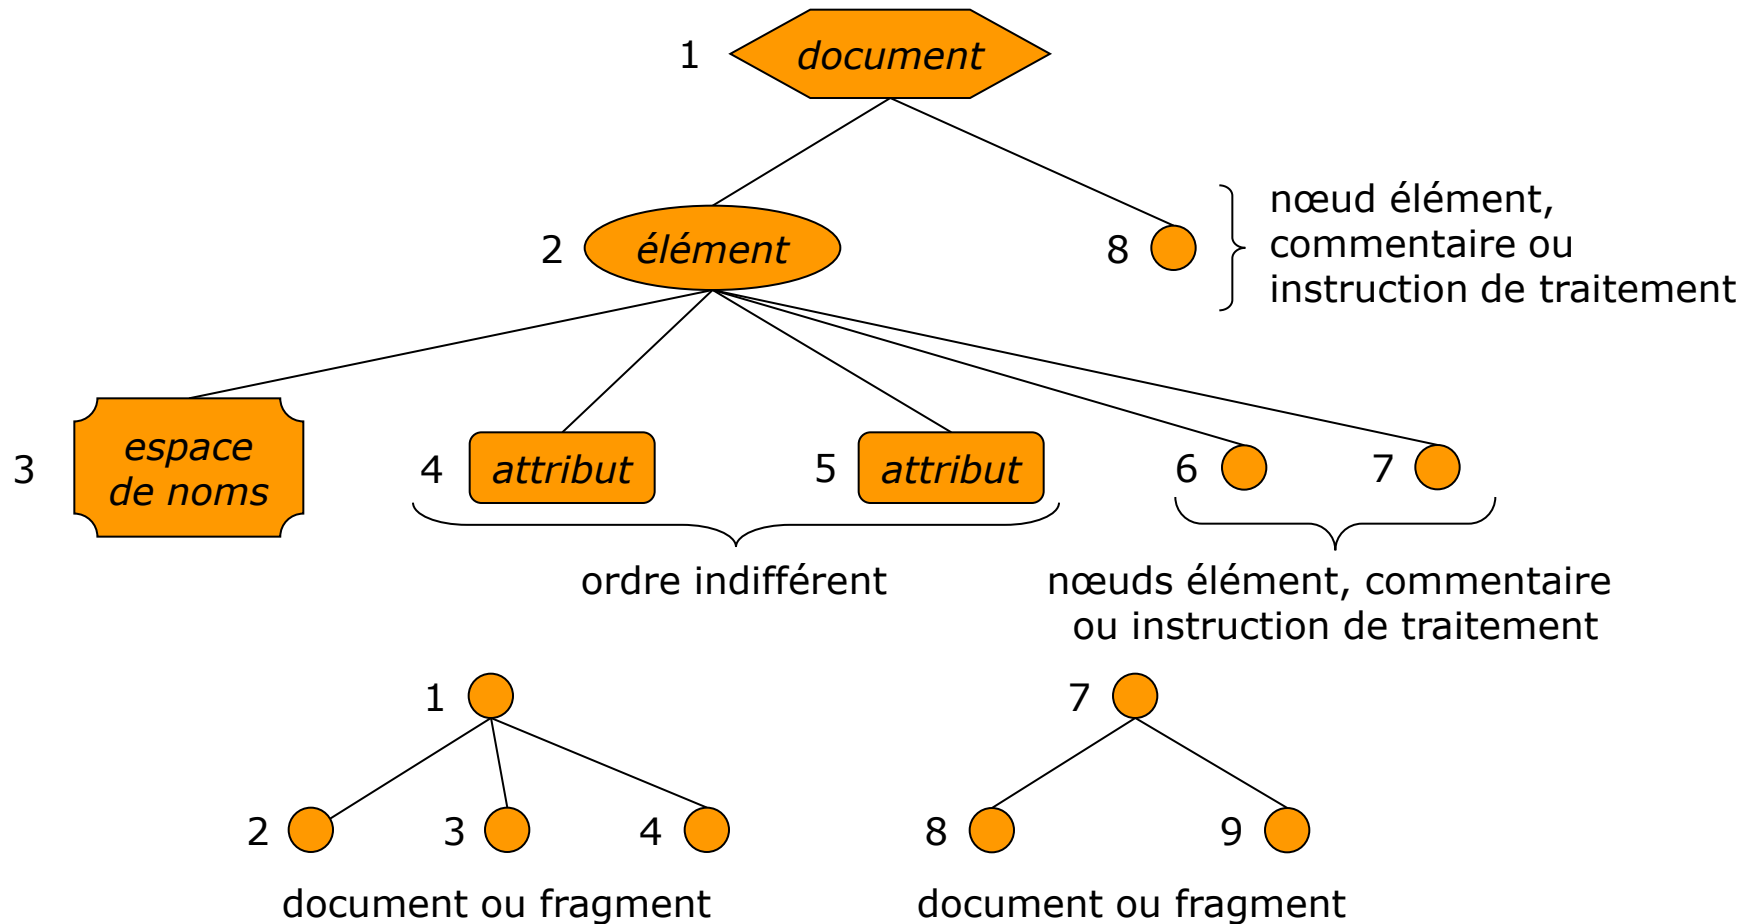 1 document
2 élément
8
nœud élément,
commentaire ou
instruction de traitement
3
espace
de noms
4 attribut
5 attribut
6
7
ordre indifférent
nœuds élément, commentaire
ou instruction de traitement
1
7
2
3
4
8
9
document ou fragment
document ou fragment